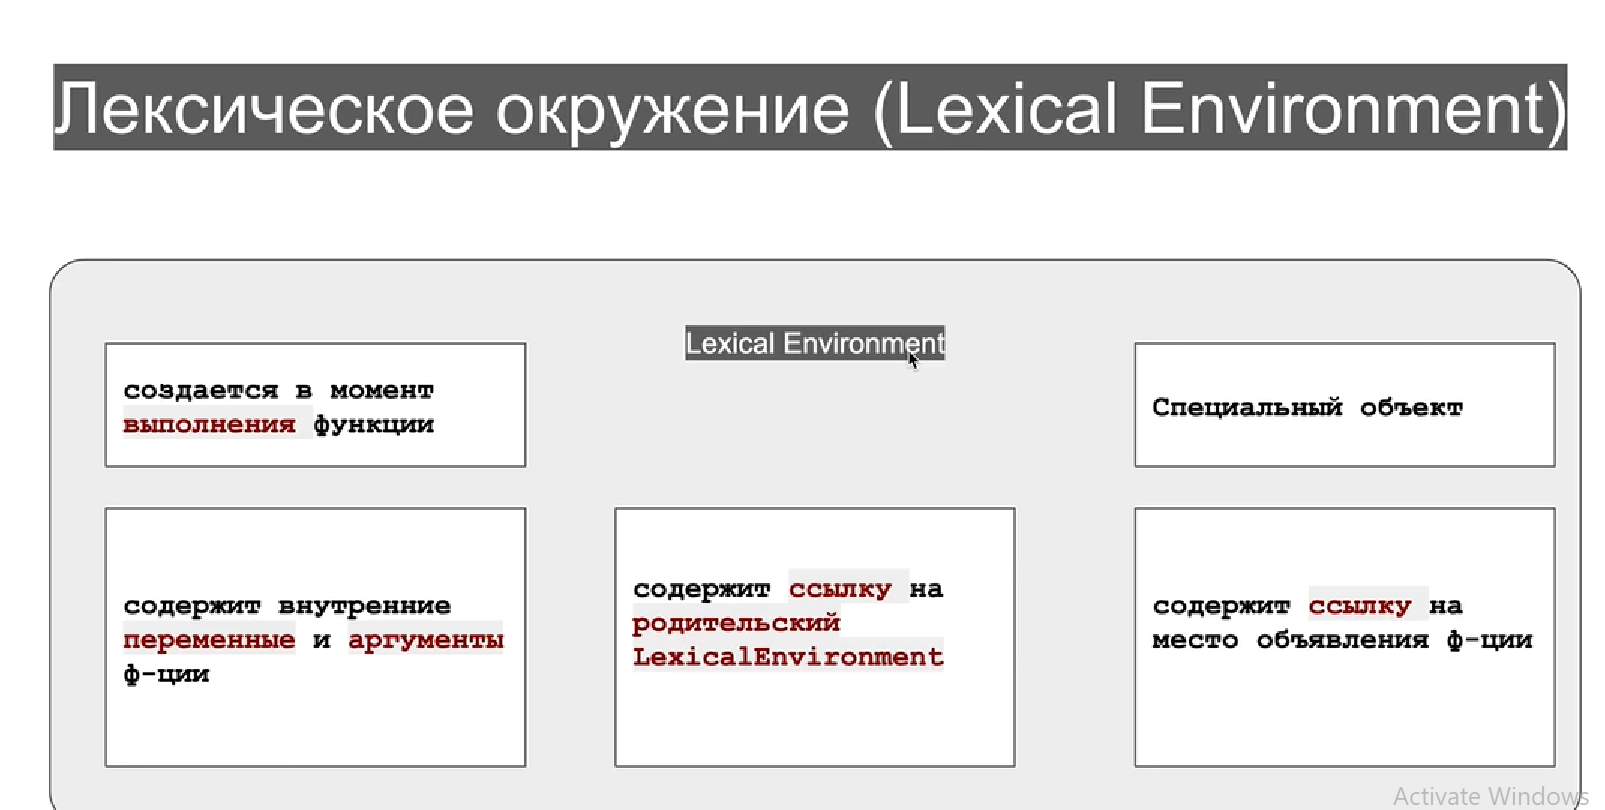 Лексическое окружение (Lexical Environment)
Lexical Environment
создается в момент
выполнения функции
Специальный объект
содержит внутренние
переменные и аргументы
ф-ции
содержит ссылку на
родительский
LexicalEnvironment
содержит ссылку на
место объявления ф-ции
Activate Windows